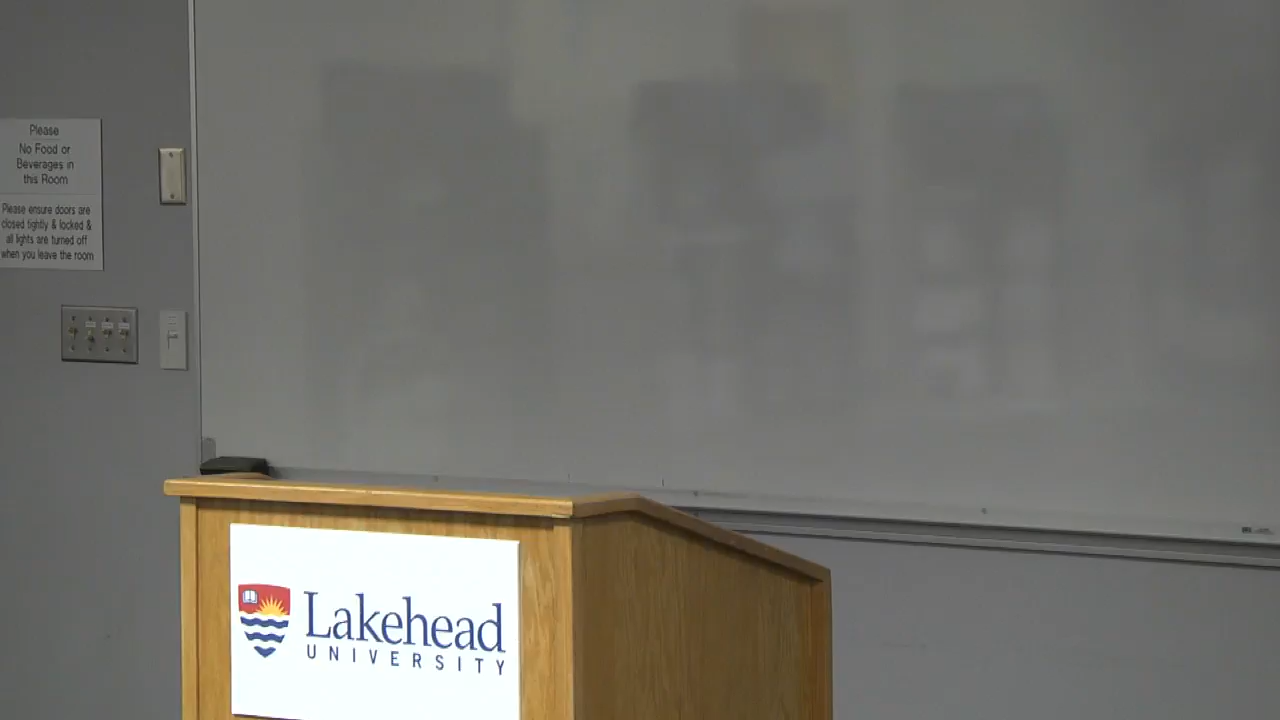 Please
No Food or
Beverages in
this Room
Please ensure doors are
closed tightly & locked &
all lights are turned off
when you leave the room
Lakehead
UNIVERSITY